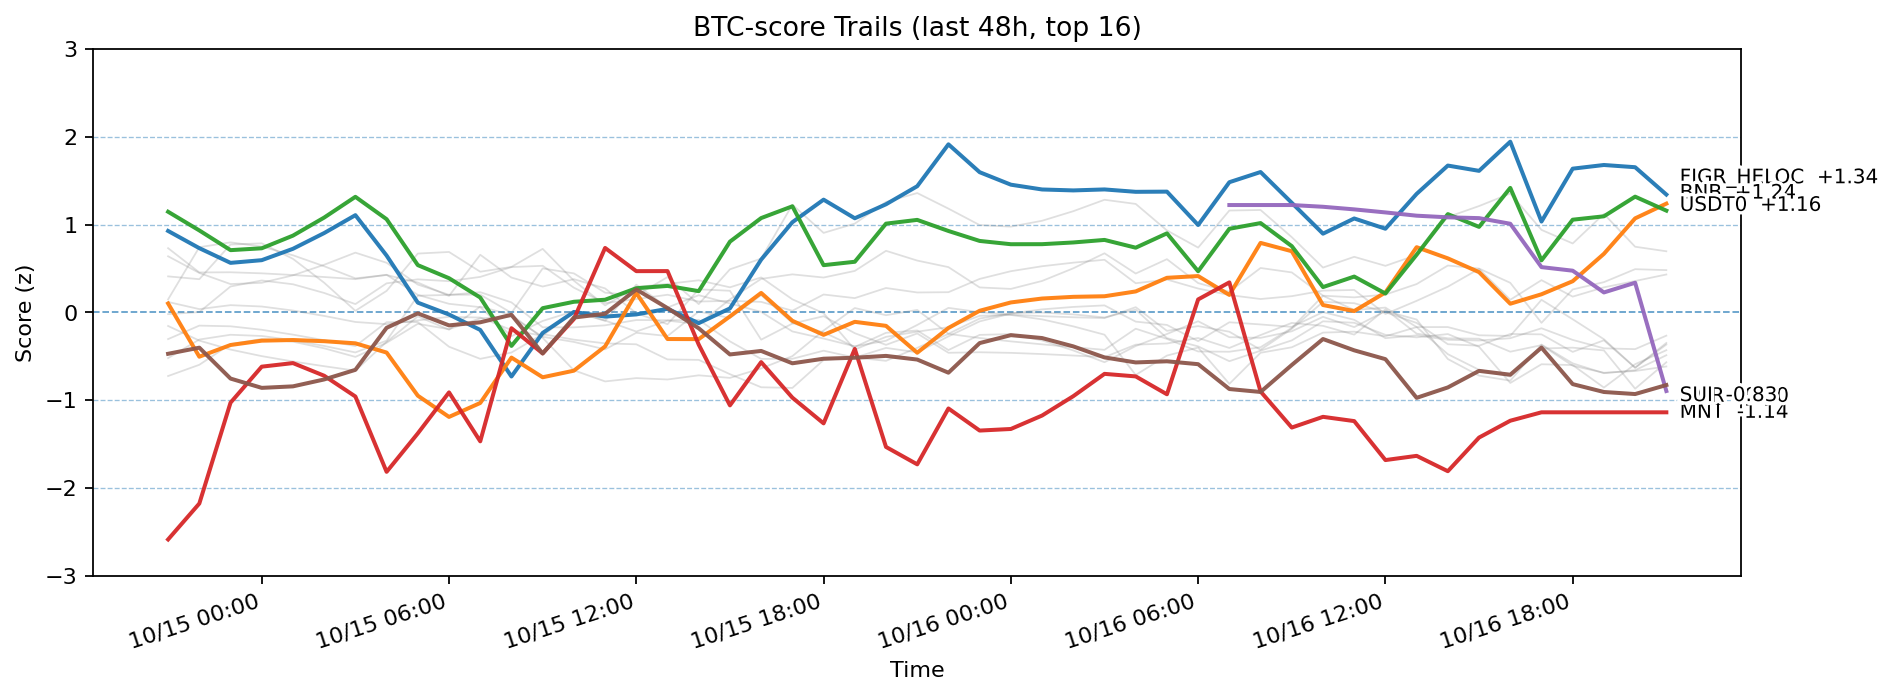 BTC-score Trails (last 48h, top 16)
3
2
1
0
−1
−2
−3
Score (z)
FIGR_HELOC +1.34
BNB +1.24
USDT0 +1.16
MNT -1.14
10/15 00:00
10/15 06:00
10/15 12:00
10/15 18:00
10/16 00:00
10/16 06:00
10/16 12:00
10/16 18:00
Time